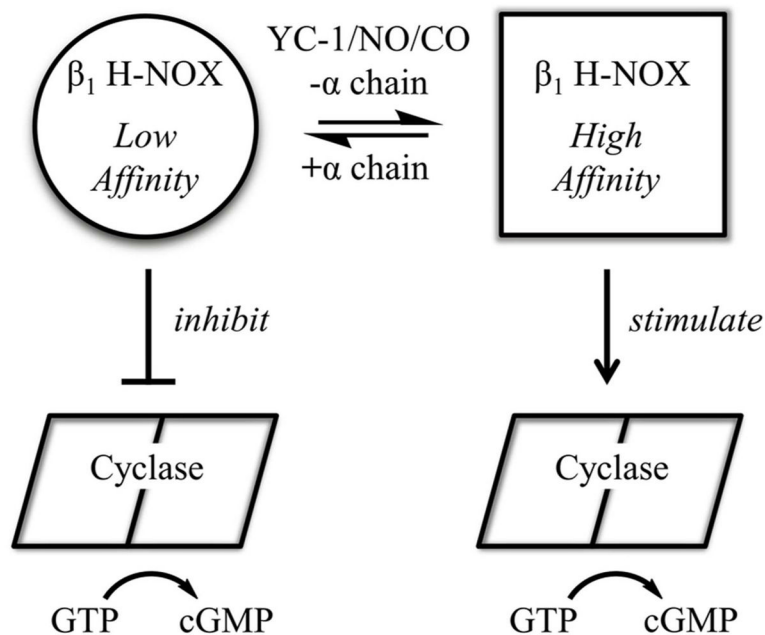 β₁ H-NOX
Low
Affinity
YC-1/NO/CO
-α chain
+α chain
β₁ H-NOX
High
Affinity
inhibit
stimulate
Cyclase
Cyclase
GTP
cGMP
GTP
cGMP